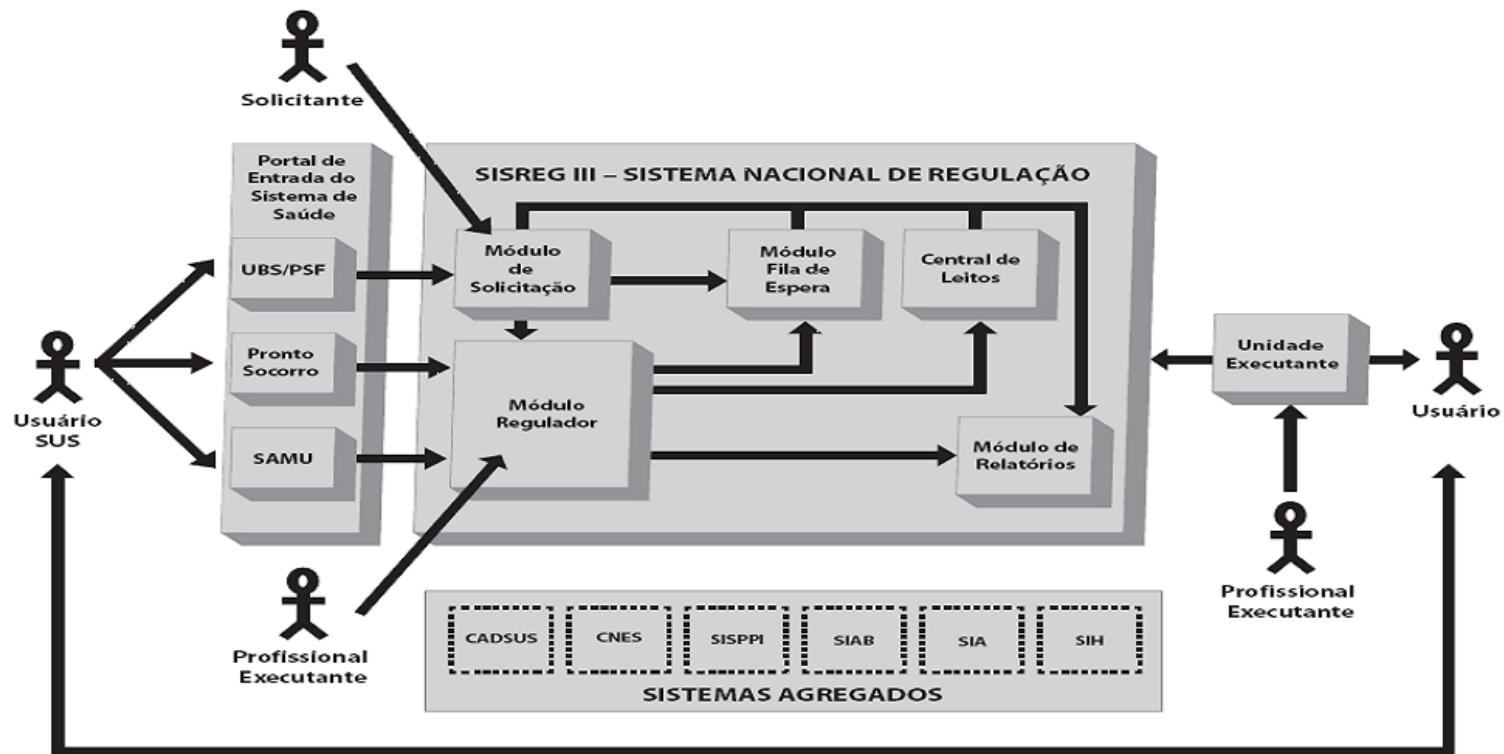 Solicitante
Portal de
Entrada do
Sistema de
Saúde
UBS/PSF
Pronto
Socorro
SAMU
Usuário
SUS
SISREG III – SISTEMA NACIONAL DE REGULAÇÃO
Módulo
de
Solicitação
Módulo
Fila de
Espera
Central de
Leitos
Módulo
Regulador
Módulo de
Relatórios
Unidade
Executante
Usuário
Profissional
Executante
Profissional
Executante
CADSUS
CNES
SISPPI
SIAB
SIA
SIH
SISTEMAS AGREGADOS